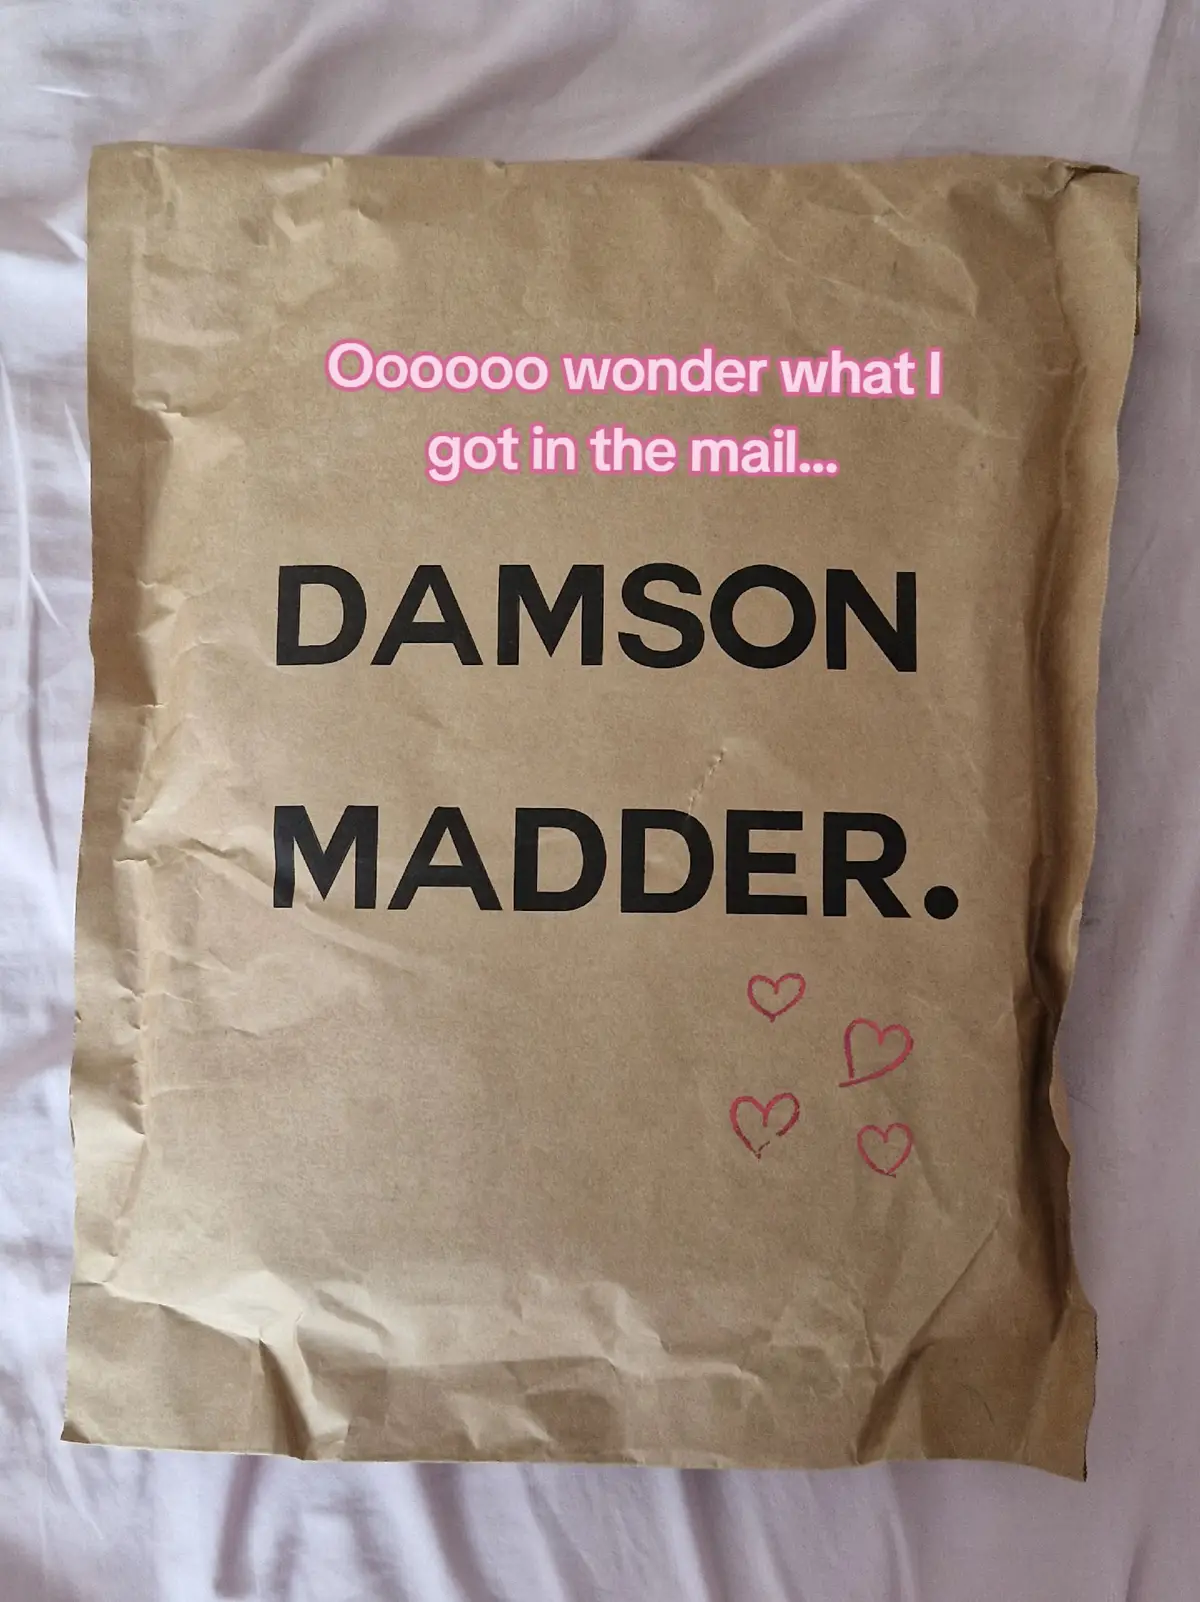 Oooooo wonder what I
got in the mail...
DAMSON
MADDER.